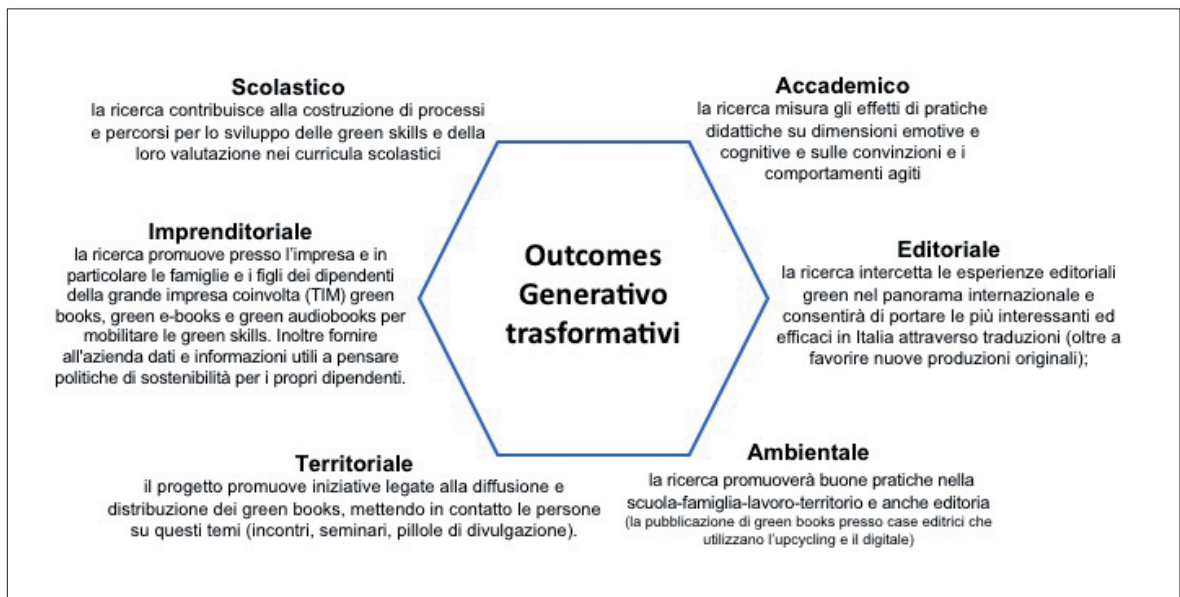 Scolastico
la ricerca contribuisce alla costruzione di processi
e percorsi per lo sviluppo delle green skills e della
loro valutazione nei curricula scolastici
Accademico
la ricerca misura gli effetti di pratiche
didattiche su dimensioni emotive e
cognitive e sulle convinzioni e i
comportamenti agiti
Imprenditoriale
la ricerca promuove presso l'impresa e in
particolare le famiglie e i figli dei dipendenti
della grande impresa coinvolta (TIM) green
books, green e-books e green audiobooks per
mobilitare le green skills. Inoltre fornire
all'azienda dati e informazioni utili a pensare
politiche di sostenibilità per i propri dipendenti.
Outcomes
Generativo
trasformativi
Editoriale
la ricerca intercetta le esperienze editoriali
green nel panorama internazionale e
consentirà di portare le più interessanti ed
efficaci in Italia attraverso traduzioni (oltre a
favorire nuove produzioni originali);
Territoriale
il progetto promuove iniziative legate alla diffusione e
distribuzione dei green books, mettendo in contatto le persone
su questi temi (incontri, seminari, pillole di divulgazione).
Ambientale
la ricerca promuoverà buone pratiche nella
scuola-famiglia-lavoro-territorio e anche editoria
(la pubblicazione di green books presso case editrici che
utilizzano l'upcycling e il digitale)